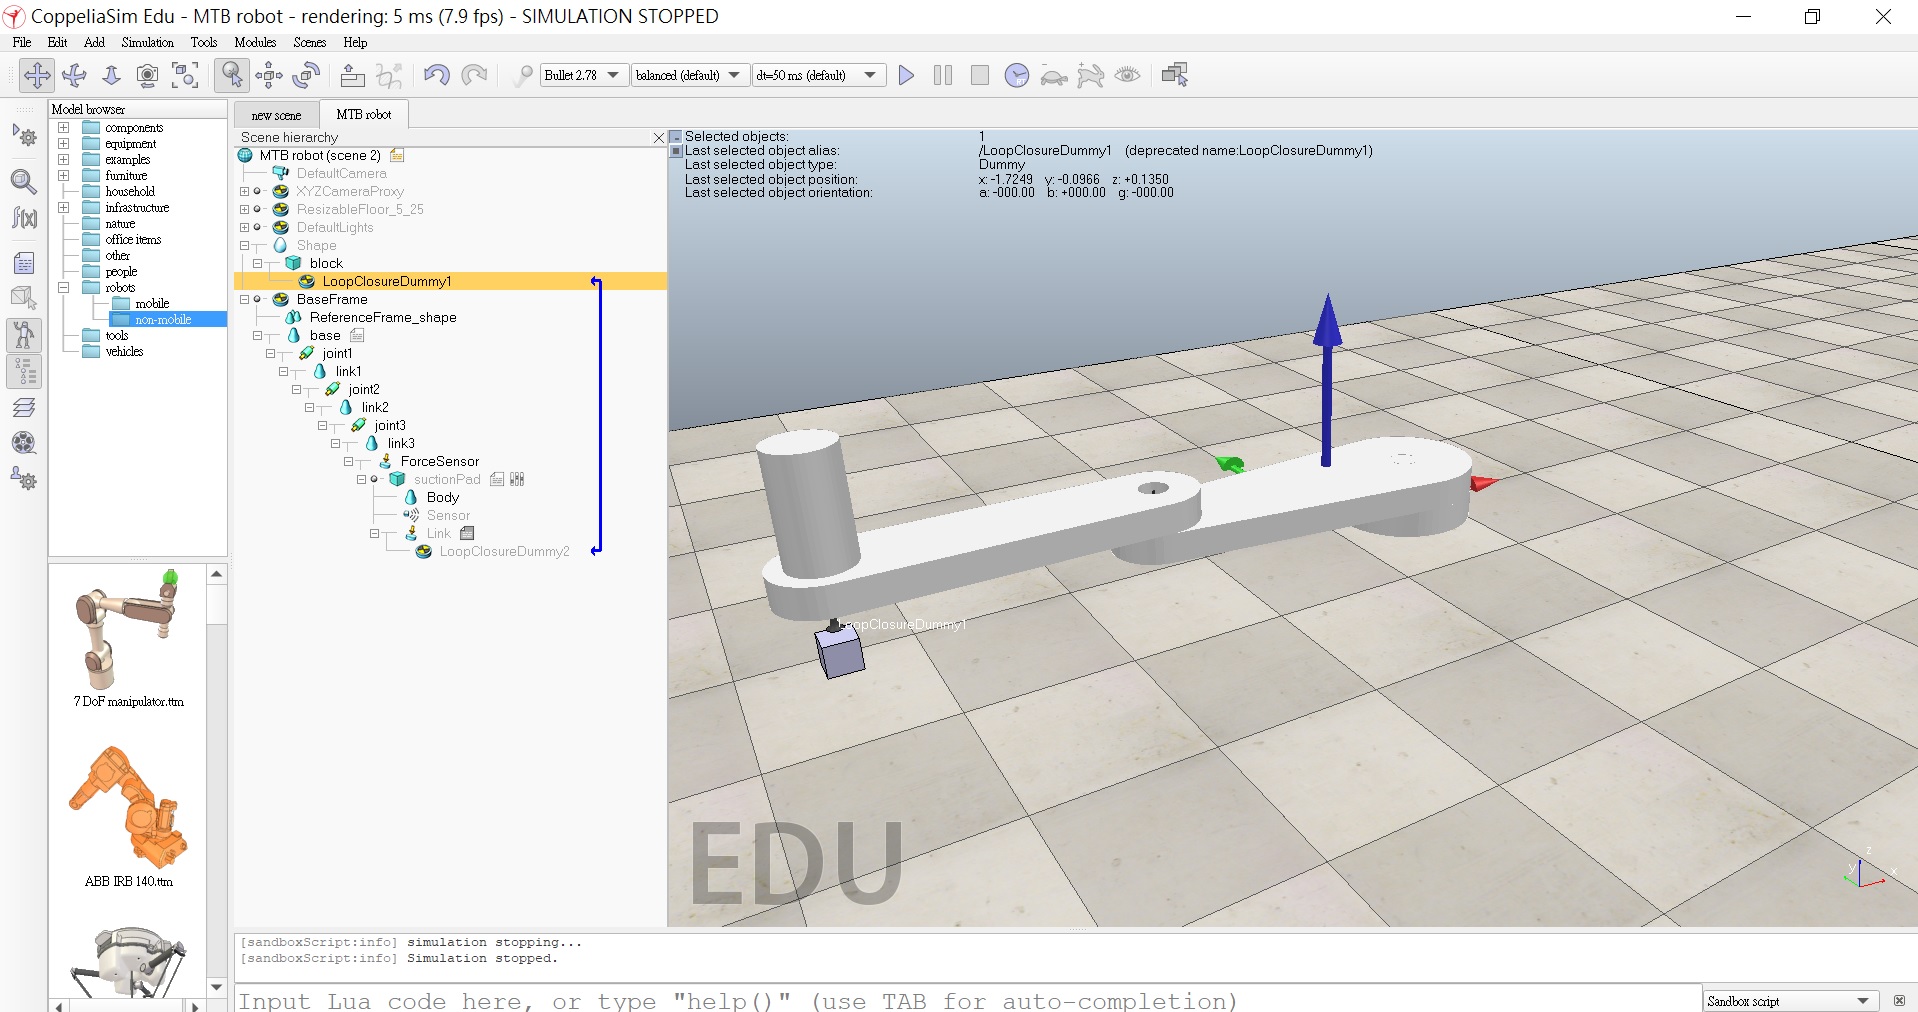 CoppeliaSim Edu - MTB robot - rendering: 5 ms (7.9 fps) - SIMULATION STOPPED
File Edit Add Simulation Tools Modules Scenes Help
Bullet 2.78 balanced (default) dt=50 ms (default)
Model browser
components
equipment
examples
furniture
household
infrastructure
nature
office items
other
people
robots
mobile
non-mobile
tools
vehicles
7 DoF manipulator.ttm
ABB IRB 140.ttm
new scene MTB robot
Scene hierarchy
MTB robot (scene 2)
DefaultCamera
XYZCameraProxy
ResizableFloor_5_25
DefaultLights
Shape
block
LoopClosureDummy1
BaseFrame
ReferenceFrame_shape
base
joint1
link1
joint2
link2
joint3
link3
ForceSensor
suctionPad
Body
Sensor
Link
LoopClosureDummy2
Selected objects: 1
Last selected object alias: /LoopClosureDummy1 (deprecated name:LoopClosureDummy1)
Last selected object type: Dummy
Last selected object position: x: -1.7249 y: -0.0966 z: +0.1350
Last selected object orientation: a: -000.00 b: +000.00 g: -000.00
LoopClosureDummy1
EDU
z
y
x
[sandboxScript:info] simulation stopping...
[sandboxScript:info] Simulation stopped.
Input Lua code here, or type "help()" (use TAB for auto-completion)
Sandbox script